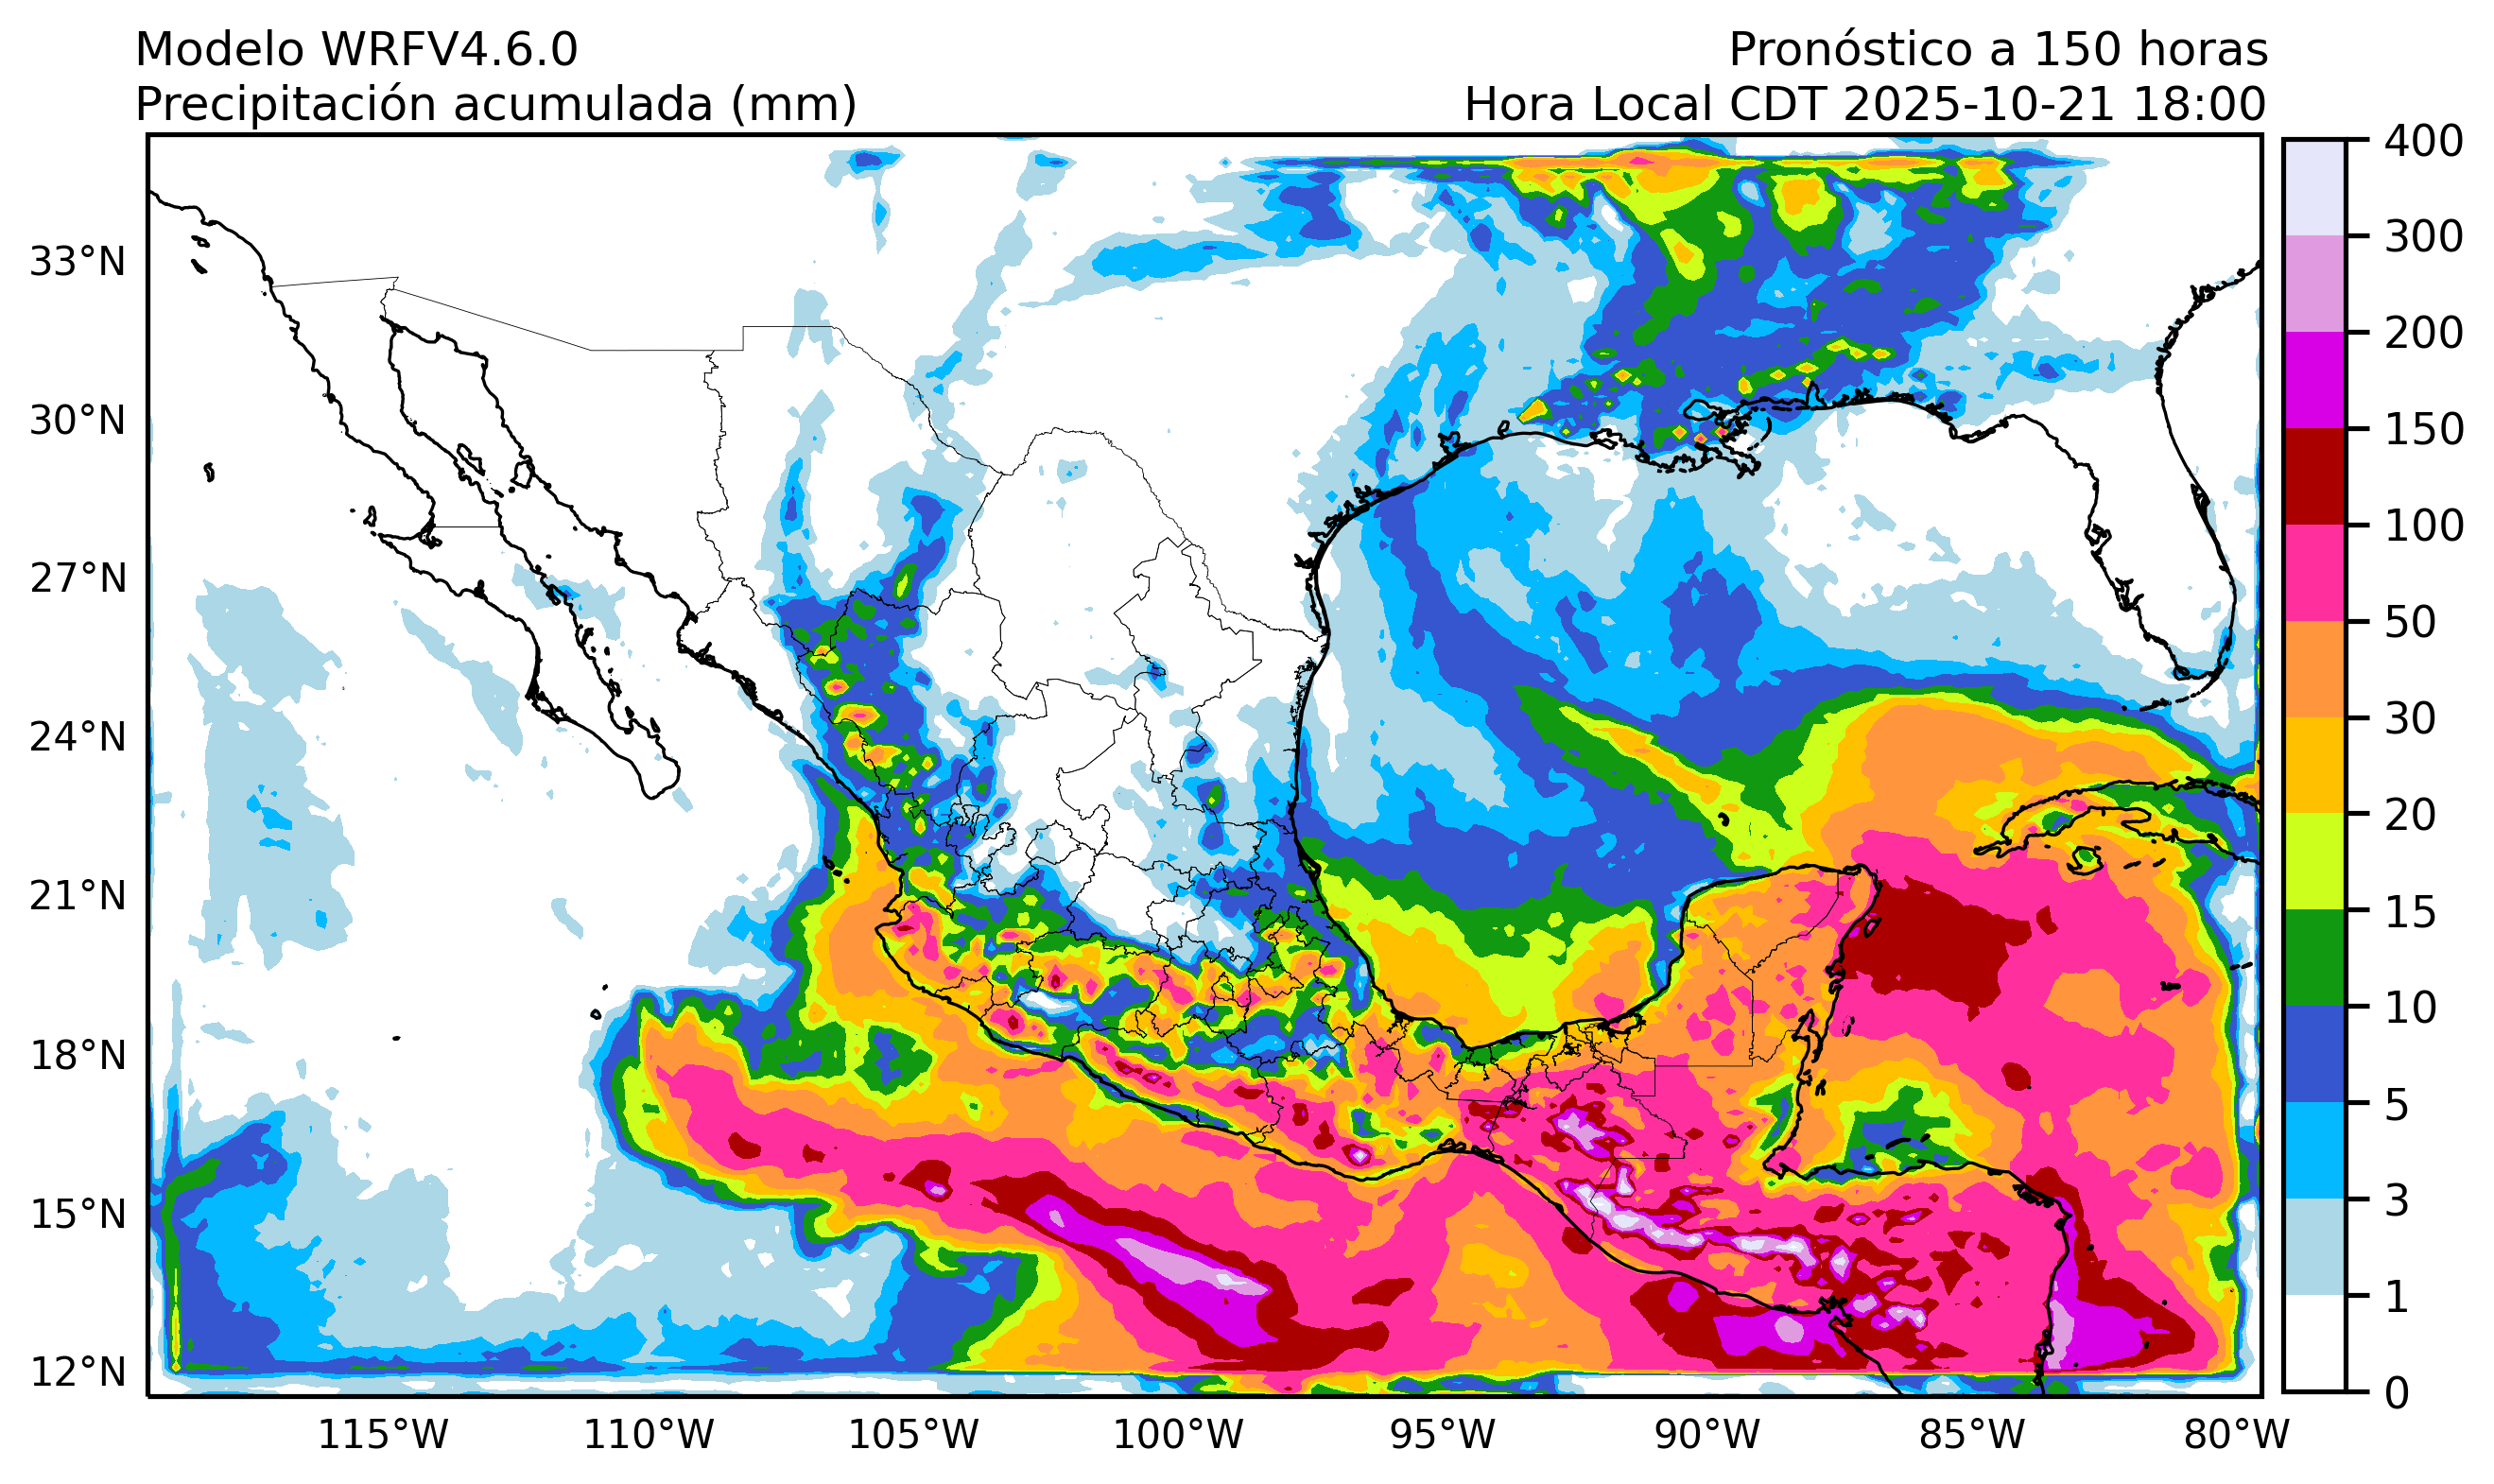 Modelo WRFV4.6.0
Pronóstico a 150 horas
Precipitación acumulada (mm)
Hora Local CDT 2025-10-21 18:00
33°N
30°N
27°N
24°N
21°N
18°N
15°N
12°N
115°W
110°W
105°W
100°W
95°W
90°W
85°W
80°W
400
300
200
150
100
50
30
20
15
10
5
3
1
0